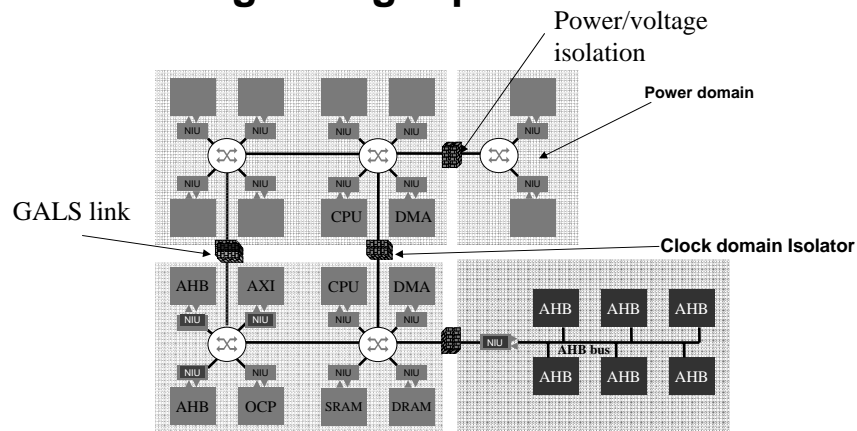 Power/voltage
isolation
Power domain
NIU NIU NIU NIU NIU
NIU NIU NIU NIU NIU
CPU DMA
GALS link
Clock domain Isolator
AHB AXI CPU DMA
AHB AHB AHB
NIU NIU NIU NIU
NIU
AHB bus
NIU NIU NIU NIU
AHB AHB AHB
AHB OCP SRAM DRAM